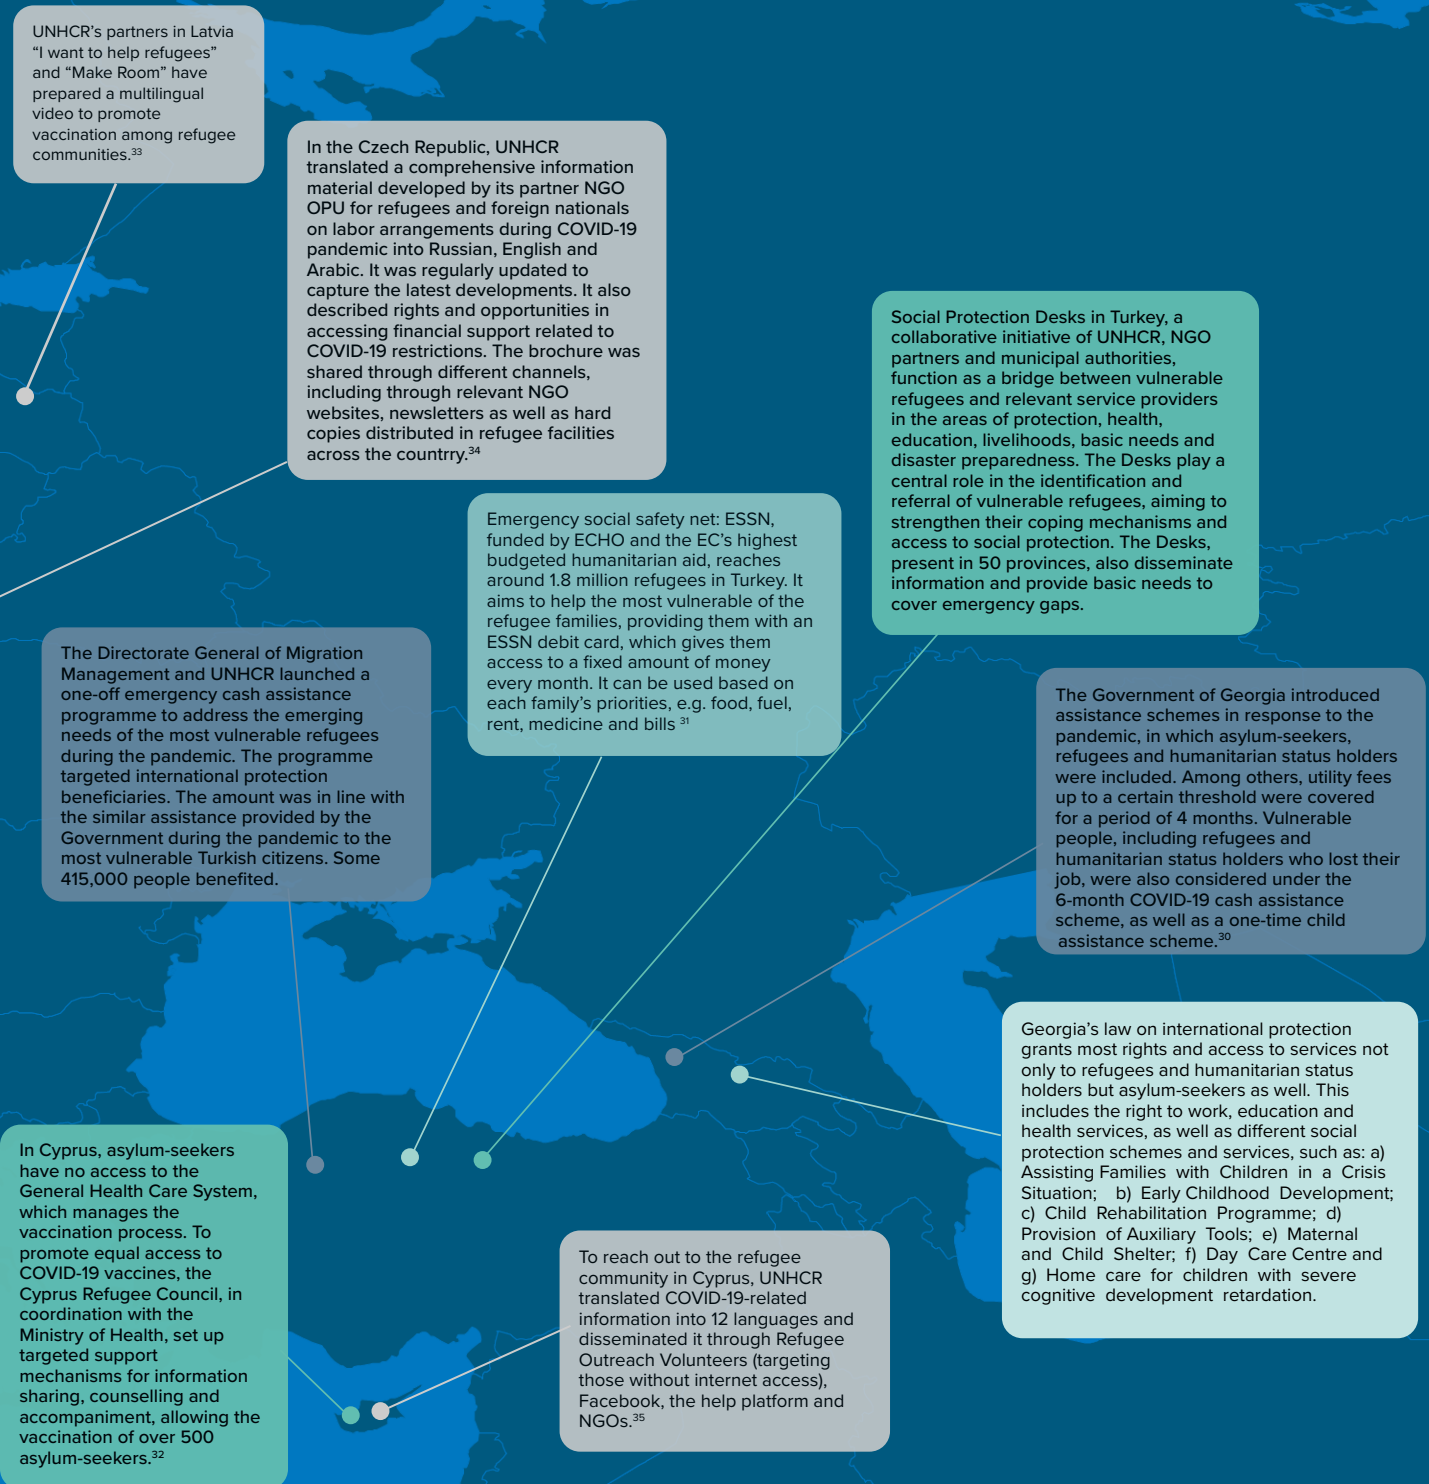 UNHCR’s partners in Latvia
“I want to help refugees”
and “Make Room” have
prepared a multilingual
video to promote
vaccination among refugee
communities.³³
In the Czech Republic, UNHCR
translated a comprehensive information
material developed by its partner NGO
OPU for refugees and foreign nationals
on labor arrangements during COVID-19
pandemic into Russian, English and
Arabic. It was regularly updated to
capture the latest developments. It also
described rights and opportunities in
accessing financial support related to
COVID-19 restrictions. The brochure was
shared through different channels,
including through relevant NGO
websites, newsletters as well as hard
copies distributed in refugee facilities
across the countrry.³⁴
Social Protection Desks in Turkey, a
collaborative initiative of UNHCR, NGO
partners and municipal authorities,
function as a bridge between vulnerable
refugees and relevant service providers
in the areas of protection, health,
education, livelihoods, basic needs and
disaster preparedness. The Desks play a
central role in the identification and
referral of vulnerable refugees, aiming to
strengthen their coping mechanisms and
access to social protection. The Desks,
present in 50 provinces, also disseminate
information and provide basic needs to
cover emergency gaps.
Emergency social safety net: ESSN,
funded by ECHO and the EC’s highest
budgeted humanitarian aid, reaches
around 1.8 million refugees in Turkey. It
aims to help the most vulnerable of the
refugee families, providing them with an
ESSN debit card, which gives them
access to a fixed amount of money
every month. It can be used based on
each family’s priorities, e.g. food, fuel,
rent, medicine and bills ³¹
The Directorate General of Migration
Management and UNHCR launched a
one-off emergency cash assistance
programme to address the emerging
needs of the most vulnerable refugees
during the pandemic. The programme
targeted international protection
beneficiaries. The amount was in line with
the similar assistance provided by the
Government during the pandemic to the
most vulnerable Turkish citizens. Some
415,000 people benefited.
The Government of Georgia introduced
assistance schemes in response to the
pandemic, in which asylum-seekers,
refugees and humanitarian status holders
were included. Among others, utility fees
up to a certain threshold were covered
for a period of 4 months. Vulnerable
people, including refugees and
humanitarian status holders who lost their
job, were also considered under the
6-month COVID-19 cash assistance
scheme, as well as a one-time child
assistance scheme.³⁰
Georgia’s law on international protection
grants most rights and access to services not
only to refugees and humanitarian status
holders but asylum-seekers as well. This
includes the right to work, education and
health services, as well as different social
protection schemes and services, such as: a)
Assisting Families with Children in a Crisis
Situation; b) Early Childhood Development;
c) Child Rehabilitation Programme; d)
Provision of Auxiliary Tools; e) Maternal
and Child Shelter; f) Day Care Centre and
g) Home care for children with severe
cognitive development retardation.
In Cyprus, asylum-seekers
have no access to the
General Health Care System,
which manages the
vaccination process. To
promote equal access to
COVID-19 vaccines, the
Cyprus Refugee Council, in
coordination with the
Ministry of Health, set up
targeted support
mechanisms for information
sharing, counselling and
accompaniment, allowing the
vaccination of over 500
asylum-seekers.³²
To reach out to the refugee
community in Cyprus, UNHCR
translated COVID-19-related
information into 12 languages and
disseminated it through Refugee
Outreach Volunteers (targeting
those without internet access),
Facebook, the help platform and
NGOs.³⁵